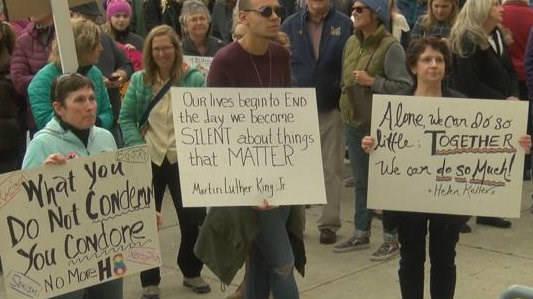 What You
Do Not Condemn
You Condone
No More H8
Our lives begin to END
the day we become
SILENT about things
that MATTER
Martin Luther King, Jr
Alone, we can do so
little; TOGETHER
We can do so Much!
- Helen Keller